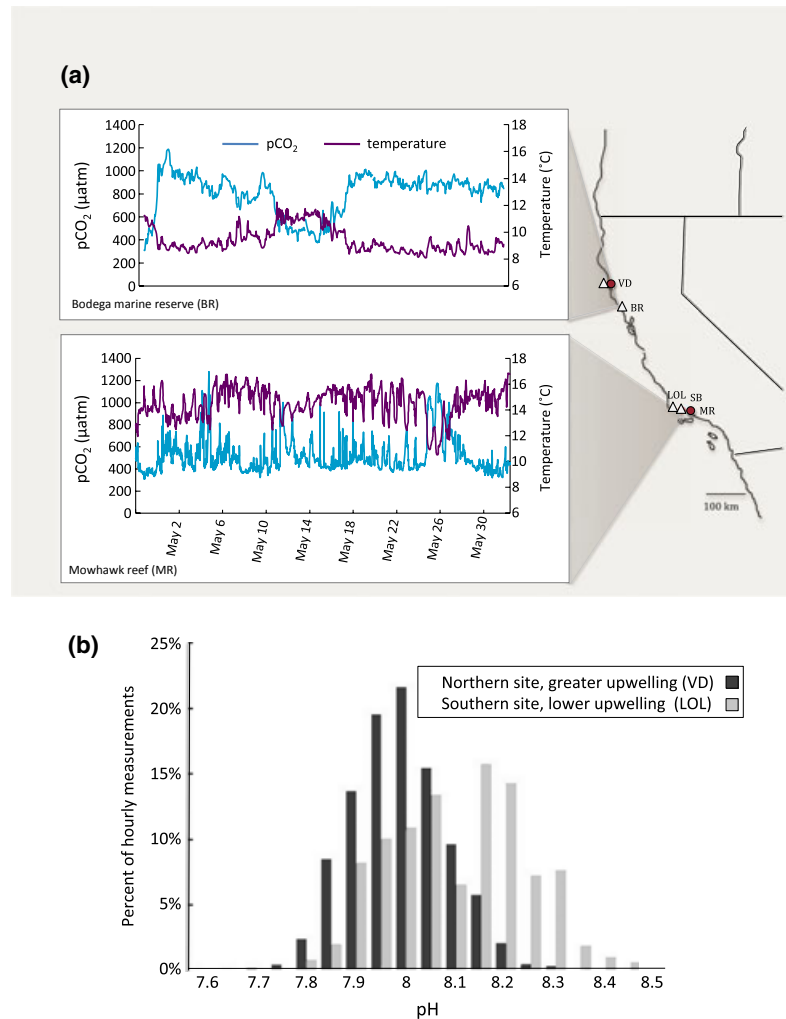 (a)
1400
1200
1000
800
600
400
200
0
pCO2 (µatm)
pCO2
temperature
18
16
14
12
10
8
6
Temperature (˚C)
Bodega marine reserve (BR)
1400
1200
1000
800
600
400
200
0
pCO2 (µatm)
18
16
14
12
10
8
6
Temperature (˚C)
May 2
May 6
May 10
May 14
May 18
May 22
May 26
May 30
Mowhawk reef (MR)
VD
BR
LOL SB
MR
100 km
(b)
25%
20%
15%
10%
5%
0%
Percent of hourly measurements
Northern site, greater upwelling (VD)
Southern site, lower upwelling (LOL)
7.6 7.7 7.8 7.9 8 8.1 8.2 8.3 8.4 8.5
pH